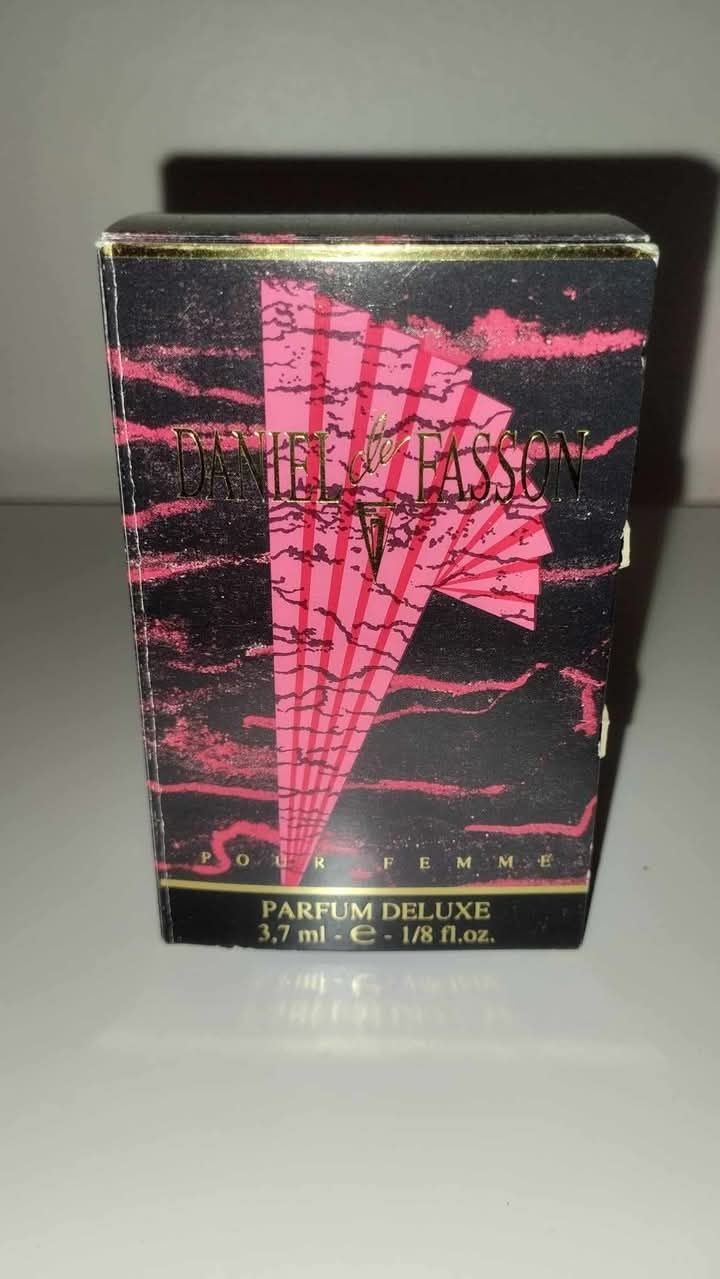 DANIEL de FASSON
POUR FEMME
PARFUM DELUXE
3,7 ml - e - 1/8 fl.oz.